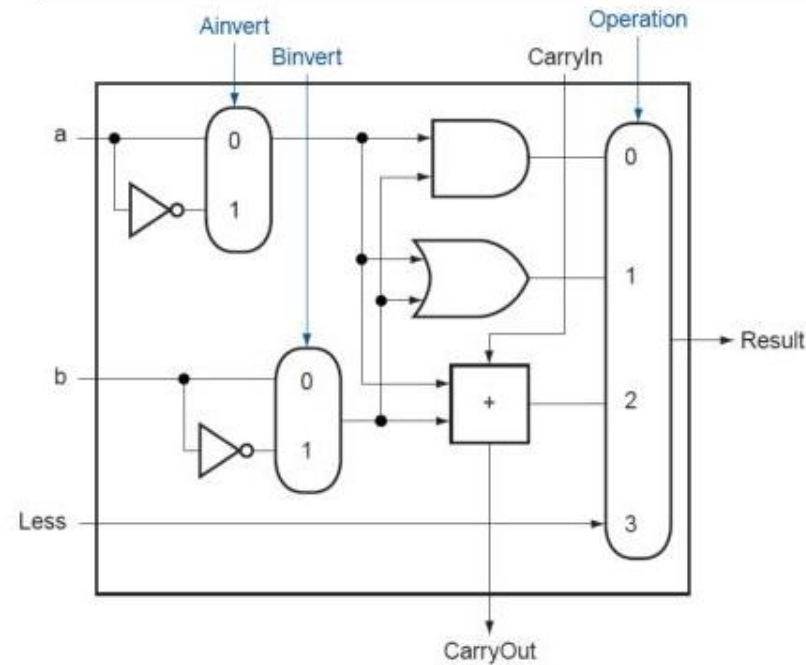 Operation
Ainvert
Binvert
CarryIn
a
0
1
0
1
Result
b
0
1
+
2
Less
3
CarryOut